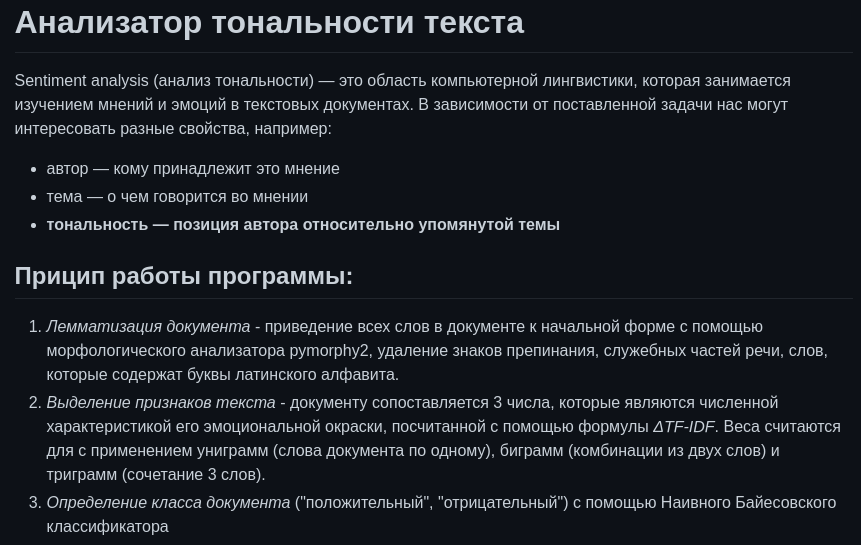 Анализатор тональности текста
Sentiment analysis (анализ тональности) — это область компьютерной лингвистики, которая занимается
изучением мнений и эмоций в текстовых документах. В зависимости от поставленной задачи нас могут
интересовать разные свойства, например:
• автор — кому принадлежит это мнение
• тема — о чем говорится во мнении
• тональность — позиция автора относительно упомянутой темы
Прицип работы программы:
1. Лемматизация документа - приведение всех слов в документе к начальной форме с помощью
морфологического анализатора pymorphy2, удаление знаков препинания, служебных частей речи, слов,
которые содержат буквы латинского алфавита.
2. Выделение признаков текста - документу сопоставляется 3 числа, которые являются численной
характеристикой его эмоциональной окраски, посчитанной с помощью формулы ΔTF-IDF. Веса считаются
для с применением униграмм (слова документа по одному), биграмм (комбинации из двух слов) и
триграмм (сочетание 3 слов).
3. Определение класса документа ("положительный", "отрицательный") с помощью Наивного Байесовского
классификатора